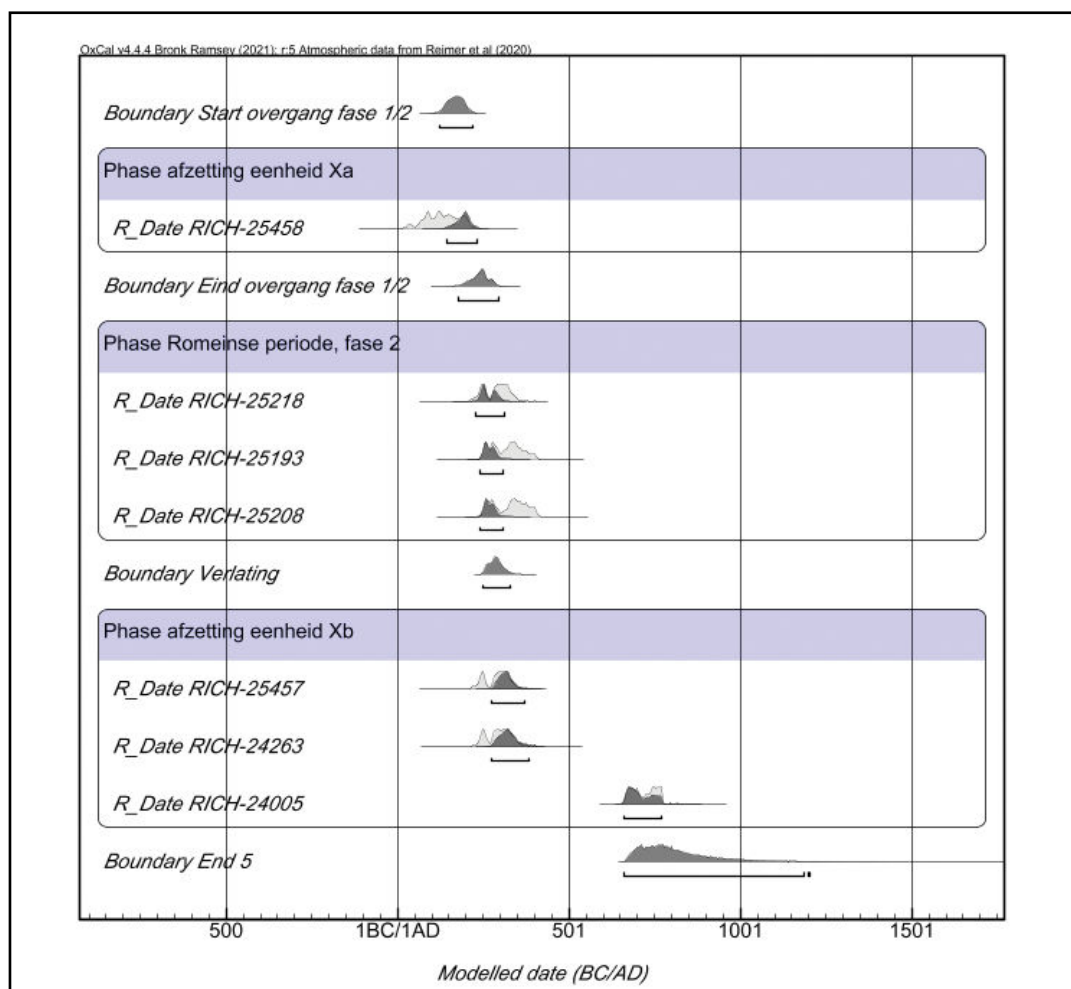 OxCal v4.4.4 Bronk Ramsey (2021); r:5 Atmospheric data from Reimer et al (2020)
Boundary Start overgang fase 1/2
Phase afzetting eenheid Xa
R_Date RICH-25458
Boundary Eind overgang fase 1/2
Phase Romeinse periode, fase 2
R_Date RICH-25218
R_Date RICH-25193
R_Date RICH-25208
Boundary Verlating
Phase afzetting eenheid Xb
R_Date RICH-25457
R_Date RICH-24263
R_Date RICH-24005
Boundary End 5
500 1BC/1AD 501 1001 1501
Modelled date (BC/AD)